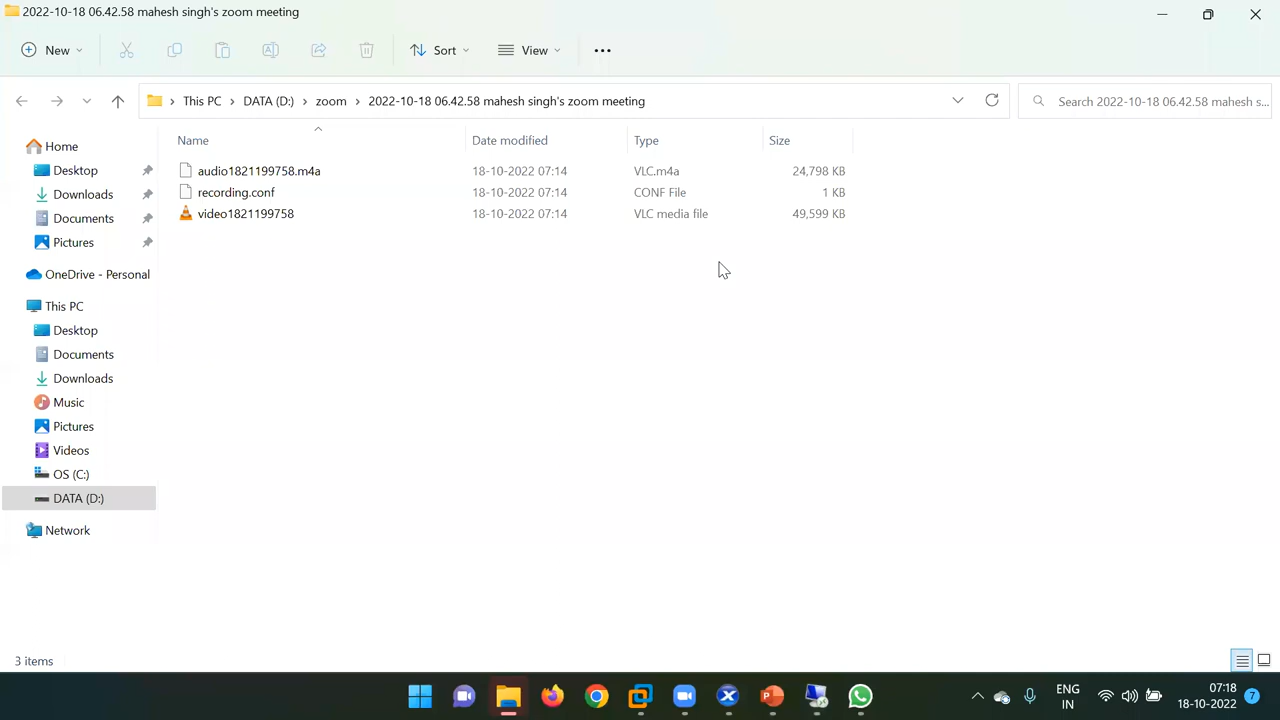 2022-10-18 06.42.58 mahesh singh's zoom meeting
New Sort View
This PC DATA (D:) zoom 2022-10-18 06.42.58 mahesh singh's zoom meeting Search 2022-10-18 06.42.58 mahesh s...
Name Date modified Type Size
audio1821199758.m4a 18-10-2022 07:14 VLC.m4a 24,798 KB
recording.conf 18-10-2022 07:14 CONF File 1 KB
video1821199758 18-10-2022 07:14 VLC media file 49,599 KB
Home
Desktop
Downloads
Documents
Pictures
OneDrive - Personal
This PC
Desktop
Documents
Downloads
Music
Pictures
Videos
OS (C:)
DATA (D:)
Network
3 items
ENG
IN
07:18
18-10-2022
7